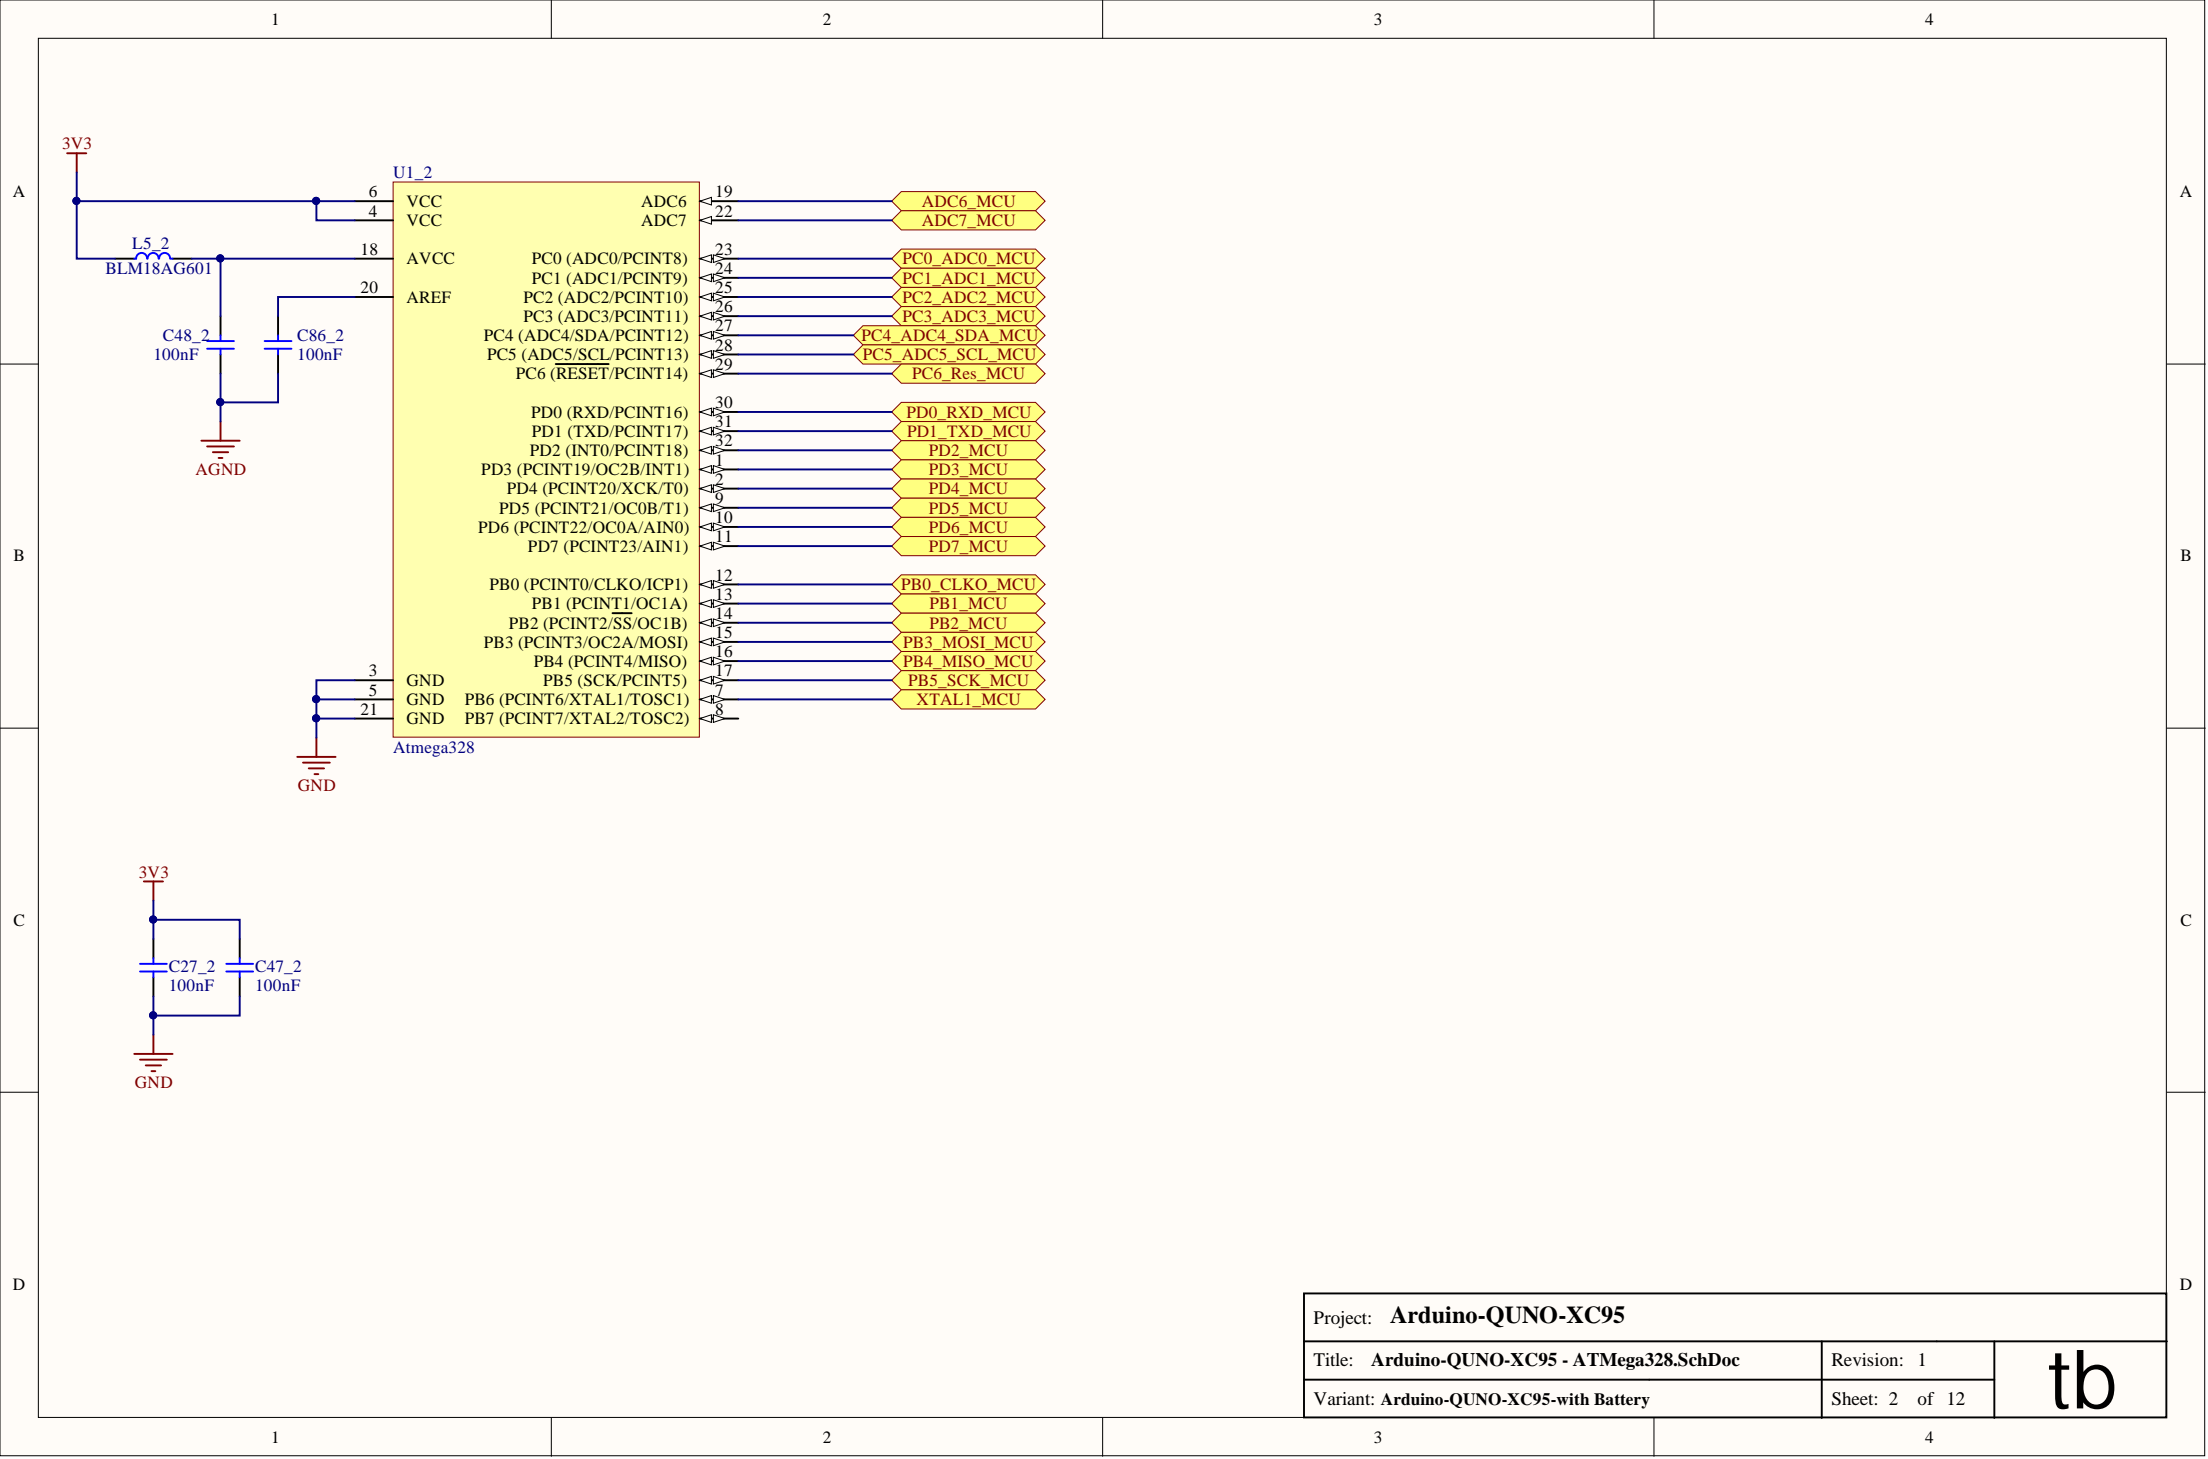 1 2 3 4
A A
B B
C C
D D
3V3
L5_2
BLM18AG601
C48_2
100nF
C86_2
100nF
AGND
U1_2
6 VCC
4 VCC
18 AVCC
20 AREF
3 GND
5 GND
21 GND
GND
ADC6 19 ADC6_MCU
ADC7 22 ADC7_MCU
PC0 (ADC0/PCINT8) 23 PC0_ADC0_MCU
PC1 (ADC1/PCINT9) 24 PC1_ADC1_MCU
PC2 (ADC2/PCINT10) 25 PC2_ADC2_MCU
PC3 (ADC3/PCINT11) 26 PC3_ADC3_MCU
PC4 (ADC4/SDA/PCINT12) 27 PC4_ADC4_SDA_MCU
PC5 (ADC5/SCL/PCINT13) 28 PC5_ADC5_SCL_MCU
PC6 (RESET/PCINT14) 29 PC6_Res_MCU
PD0 (RXD/PCINT16) 30 PD0_RXD_MCU
PD1 (TXD/PCINT17) 31 PD1_TXD_MCU
PD2 (INT0/PCINT18) 32 PD2_MCU
PD3 (PCINT19/OC2B/INT1) 1 PD3_MCU
PD4 (PCINT20/XCK/T0) 2 PD4_MCU
PD5 (PCINT21/OC0B/T1) 9 PD5_MCU
PD6 (PCINT22/OC0A/AIN0) 10 PD6_MCU
PD7 (PCINT23/AIN1) 11 PD7_MCU
PB0 (PCINT0/CLKO/ICP1) 12 PB0_CLKO_MCU
PB1 (PCINT1/OC1A) 13 PB1_MCU
PB2 (PCINT2/SS/OC1B) 14 PB2_MCU
PB3 (PCINT3/OC2A/MOSI) 15 PB3_MOSI_MCU
PB4 (PCINT4/MISO) 16 PB4_MISO_MCU
PB5 (SCK/PCINT5) 17 PB5_SCK_MCU
PB6 (PCINT6/XTAL1/TOSC1) 7 XTAL1_MCU
PB7 (PCINT7/XTAL2/TOSC2) 8
Atmega328
3V3
C27_2
100nF
C47_2
100nF
GND
Project: Arduino-QUNO-XC95
Title: Arduino-QUNO-XC95 - ATMega328.SchDoc
Revision: 1
Variant: Arduino-QUNO-XC95-with Battery
Sheet: 2 of 12
tb
1 2 3 4